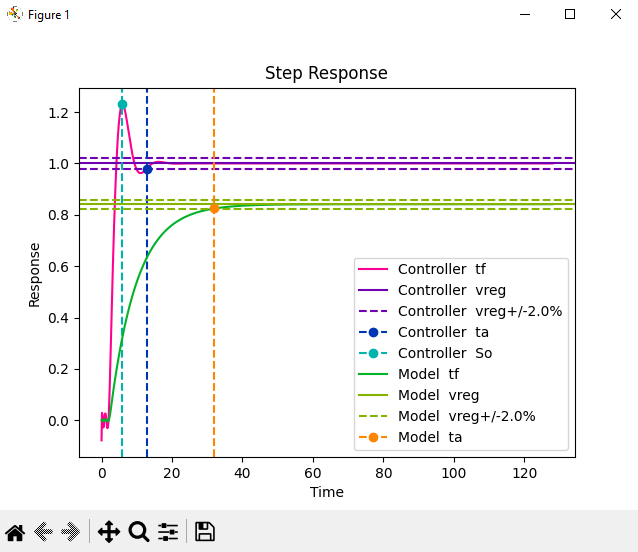 Figure 1
Step Response
1.2
1.0
0.8
0.6
0.4
0.2
0.0
Response
Controller tf
Controller vreg
Controller vreg+/-2.0%
Controller ta
Controller So
Model tf
Model vreg
Model vreg+/-2.0%
Model ta
0 20 40 60 80 100 120
Time